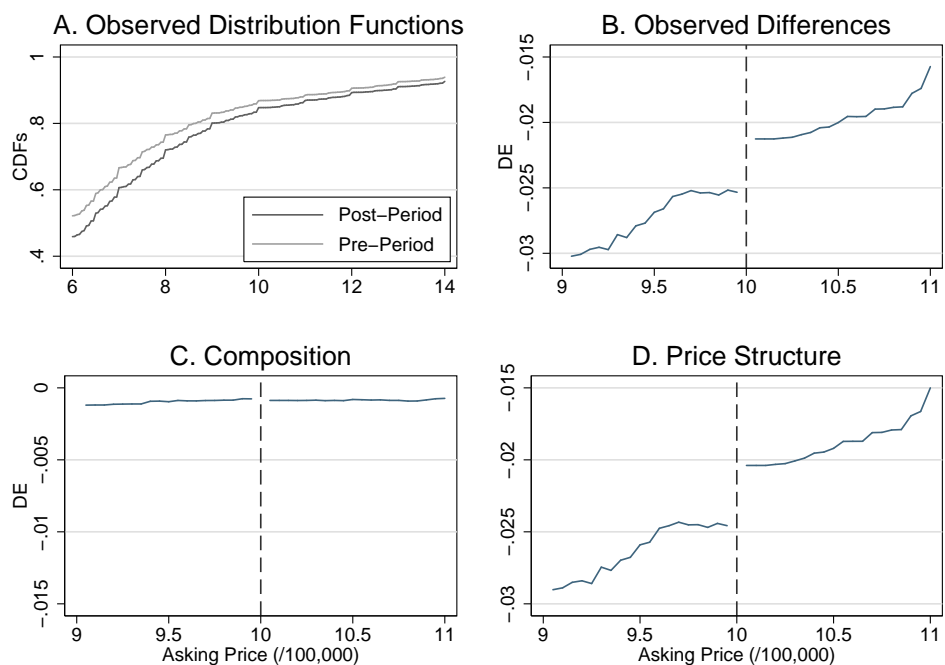 A. Observed Distribution Functions
CDFs
1
.8
.6
.4
Post−Period
Pre−Period
6 8 10 12 14
B. Observed Differences
DE
−.015
−.02
−.025
−.03
9 9.5 10 10.5 11
C. Composition
DE
0
−.005
−.01
−.015
9 9.5 10 10.5 11
Asking Price (/100,000)
D. Price Structure
−.015
−.02
−.025
−.03
9 9.5 10 10.5 11
Asking Price (/100,000)